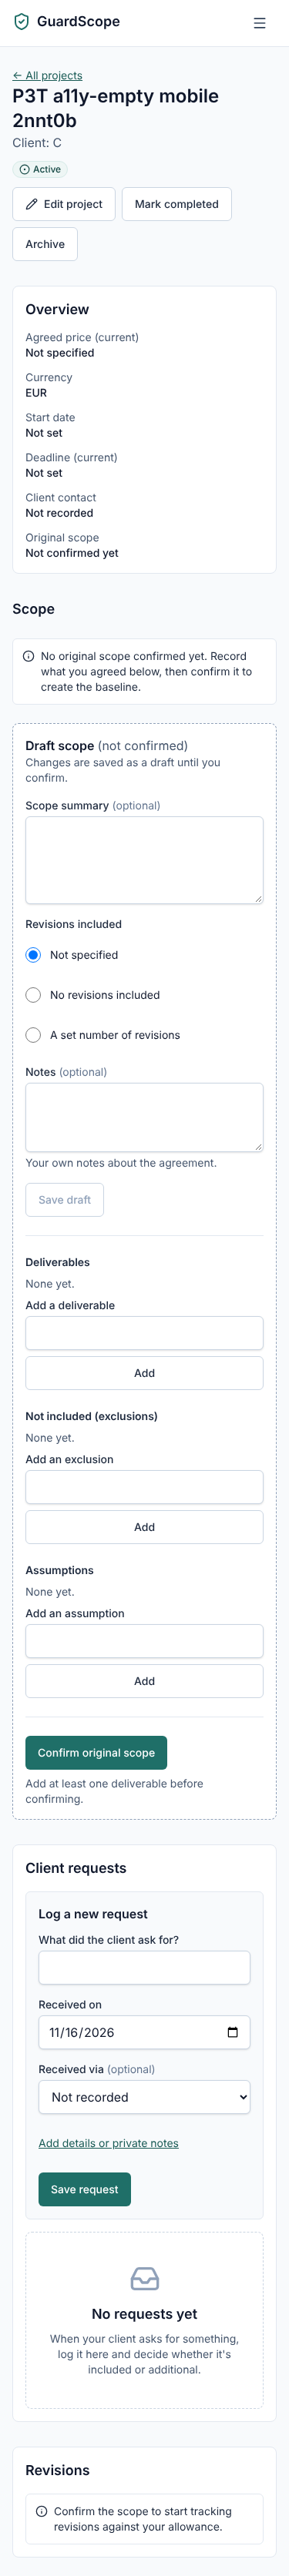 GuardScope
← All projects
P3T a11y-empty mobile
2nnt0b
Client: C
Active
Edit project
Mark completed
Archive
Overview
Agreed price (current)
Not specified
Currency
EUR
Start date
Not set
Deadline (current)
Not set
Client contact
Not recorded
Original scope
Not confirmed yet
Scope
No original scope confirmed yet. Record
what you agreed below, then confirm it to
create the baseline.
Draft scope (not confirmed)
Changes are saved as a draft until you
confirm.
Scope summary (optional)
Revisions included
Not specified
No revisions included
A set number of revisions
Notes (optional)
Your own notes about the agreement.
Save draft
Deliverables
None yet.
Add a deliverable
Add
Not included (exclusions)
None yet.
Add an exclusion
Add
Assumptions
None yet.
Add an assumption
Add
Confirm original scope
Add at least one deliverable before
confirming.
Client requests
Log a new request
What did the client ask for?
Received on
11/16/2026
Received via (optional)
Not recorded
Add details or private notes
Save request
No requests yet
When your client asks for something,
log it here and decide whether it's
included or additional.
Revisions
Confirm the scope to start tracking
revisions against your allowance.